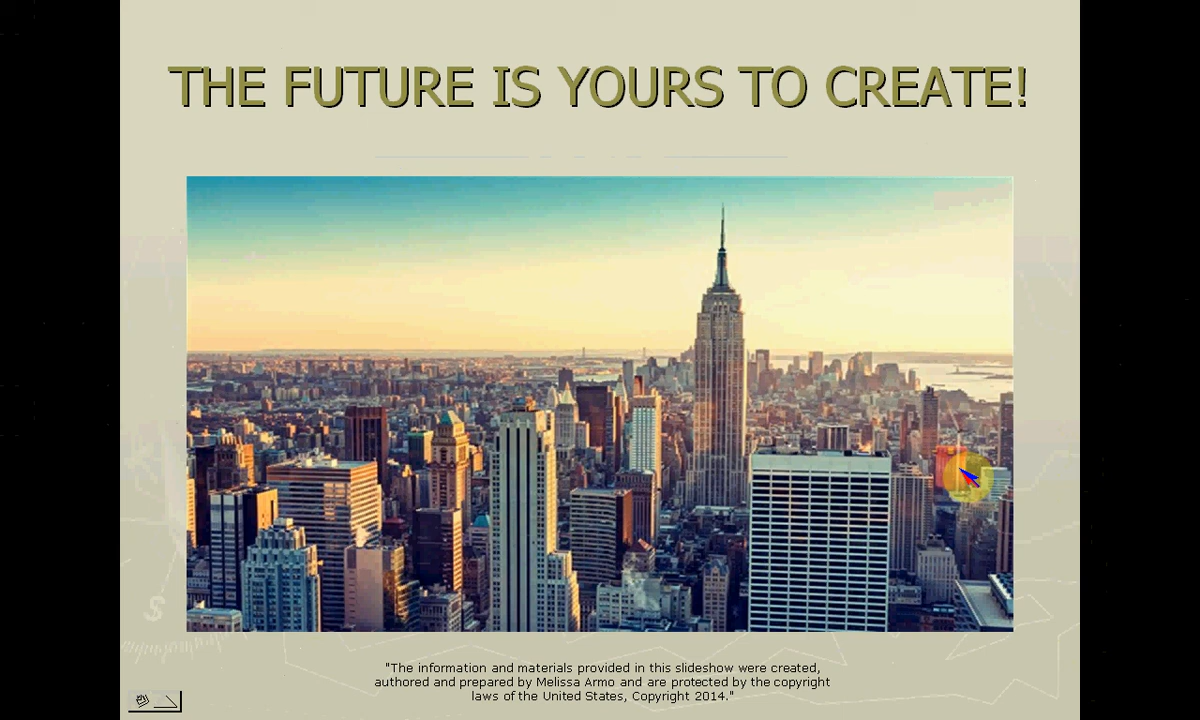 THE FUTURE IS YOURS TO CREATE!
S
"The information and materials provided in this slideshow were created,
authored and prepared by Melissa Armo and are protected by the copyright
laws of the United States, Copyright 2014."